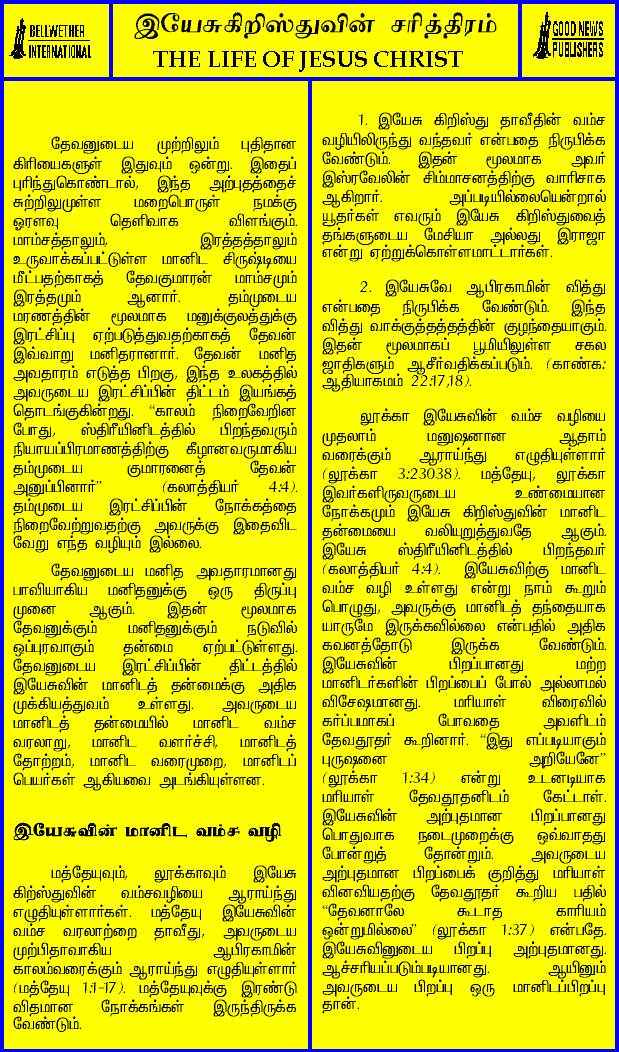 BELLWETHER
INTERNATIONAL
இயேசுகிறிஸ்துவின் சரித்திரம்
THE LIFE OF JESUS CHRIST
GOOD NEWS
PUBLISHERS
தேவனுடைய முற்றிலும் புதிதான
கிரியைகளுள் இதுவும் ஒன்று. இதைப்
புரிந்துகொண்டால், இந்த அற்புதத்தைச்
சுற்றிலுமுள்ள மறைபொருள் நமக்கு
ஓரளவு தெளிவாக விளங்கும்.
மாம்சத்தாலும், இரத்தத்தாலும்
உருவாக்கப்பட்டுள்ள மானிட சிருஷ்டியை
மீட்பதற்காகத் தேவகுமாரன் மாம்சமும்
இரத்தமும் ஆனார். தம்முடைய
மரணத்தின் மூலமாக மனுக்குலத்துக்கு
இரட்சிப்பு ஏற்படுத்துவதற்காகத் தேவன்
இவ்வாறு மனிதரானார். தேவன் மனித
அவதாரம் எடுத்த பிறகு, இந்த உலகத்தில்
அவருடைய இரட்சிப்பின் திட்டம் இயங்கத்
தொடங்குகின்றது. “காலம் நிறைவேறின
போது, ஸ்திரீயினிடத்தில் பிறந்தவரும்
நியாயப்பிரமாணத்திற்கு கீழானவருமாகிய
தம்முடைய குமாரனைத் தேவன்
அனுப்பினார்” (கலாத்தியர் 4:4).
தம்முடைய இரட்சிப்பின் நோக்கத்தை
நிறைவேற்றுவதற்கு அவருக்கு இதைவிட
வேறு எந்த வழியும் இல்லை.
தேவனுடைய மனித அவதாரமானது
பாவியாகிய மனிதனுக்கு ஒரு திருப்பு
முனை ஆகும். இதன் மூலமாக
தேவனுக்கும் மனிதனுக்கும் நடுவில்
ஒப்புரவாகும் தன்மை ஏற்பட்டுள்ளது.
தேவனுடைய இரட்சிப்பின் திட்டத்தில்
இயேசுவின் மானிடத் தன்மைக்கு அதிக
முக்கியத்துவம் உள்ளது. அவருடைய
மானிடத் தன்மையில் மானிட வம்ச
வரலாறு, மானிட வளர்ச்சி, மானிடத்
தோற்றம், மானிட வரைமுறை, மானிடப்
பெயர்கள் ஆகியவை அடங்கியுள்ளன.
இயேசுவின் மானிட வம்ச வழி
மத்தேயுவும், லூக்காவும் இயேசு
கிறிஸ்துவின் வம்சவழியை ஆராய்ந்து
எழுதியுள்ளார்கள். மத்தேயு இயேசுவின்
வம்ச வரலாற்றை தாவீது, அவருடைய
முற்பிதாவாகிய ஆபிரகாமின்
காலம்வரைக்கும் ஆராய்ந்து எழுதியுள்ளார்
(மத்தேயு 1:1-17). மத்தேயுவுக்கு இரண்டு
விதமான நோக்கங்கள் இருந்திருக்க
வேண்டும்.
1. இயேசு கிறிஸ்து தாவீதின் வம்ச
வழியிலிருந்து வந்தவர் என்பதை நிருபிக்க
வேண்டும். இதன் மூலமாக அவர்
இஸ்ரவேலின் சிம்மாசனத்திற்கு வாரிசாக
ஆகிறார். அப்படியில்லையென்றால்
யூதர்கள் எவரும் இயேசு கிறிஸ்துவைத்
தங்களுடைய மேசியா அல்லது இராஜா
என்று ஏற்றுக்கொள்ளமாட்டார்கள்.
2. இயேசுவே ஆபிரகாமின் வித்து
என்பதை நிருபிக்க வேண்டும். இந்த
வித்து வாக்குத்தத்தத்தின் குழந்தையாகும்.
இதன் மூலமாகப் பூமியிலுள்ள சகல
ஜாதிகளும் ஆசீர்வதிக்கப்படும். (காண்க:
ஆதியாகமம் 22:17,18).
லூக்கா இயேசுவின் வம்ச வழியை
முதலாம் மனுஷனான ஆதாம்
வரைக்கும் ஆராய்ந்து எழுதியுள்ளார்
(லூக்கா 3:23038). மத்தேயு, லூக்கா
இவர்களிருவருடைய உண்மையான
நோக்கமும் இயேசு கிறிஸ்துவின் மானிட
தன்மையை வலியுறுத்துவதே ஆகும்.
இயேசு ஸ்திரீயினிடத்தில் பிறந்தவர்
(கலாத்தியர் 4:4). இயேசுவிற்கு மானிட
வம்ச வழி உள்ளது என்று நாம் கூறும்
பொழுது, அவருக்கு மானிடத் தந்தையாக
யாருமே இருக்கவில்லை என்பதில் அதிக
கவனத்தோடு இருக்க வேண்டும்.
இயேசுவின் பிறப்பானது மற்ற
மானிடர்களின் பிறப்பைப் போல் அல்லாமல்
விசேஷமானது. மரியாள் விரைவில்
கர்ப்பமாகப் போவதை அவளிடம்
தேவதூதர் கூறினார். “இது எப்படியாகும்
புருஷனை அறியேனே”
(லூக்கா 1:34) என்று உடனடியாக
மரியாள் தேவதூதனிடம் கேட்டாள்.
இயேசுவின் அற்புதமான பிறப்பானது
பொதுவாக நடைமுறைக்கு ஒவ்வாதது
போன்றுத் தோன்றும். அவருடைய
அற்புதமான பிறப்பைக் குறித்து மரியாள்
வினவியதற்கு தேவதூதர் கூறிய பதில்
“தேவனாலே கூடாத காரியம்
ஒன்றுமில்லை” (லூக்கா 1:37) என்பதே.
இயேசுவினுடைய பிறப்பு அற்புதமானது.
ஆச்சரியப்படும்படியானது. ஆயினும்
அவருடைய பிறப்பு ஒரு மானிடப்பிறப்பு
தான்.